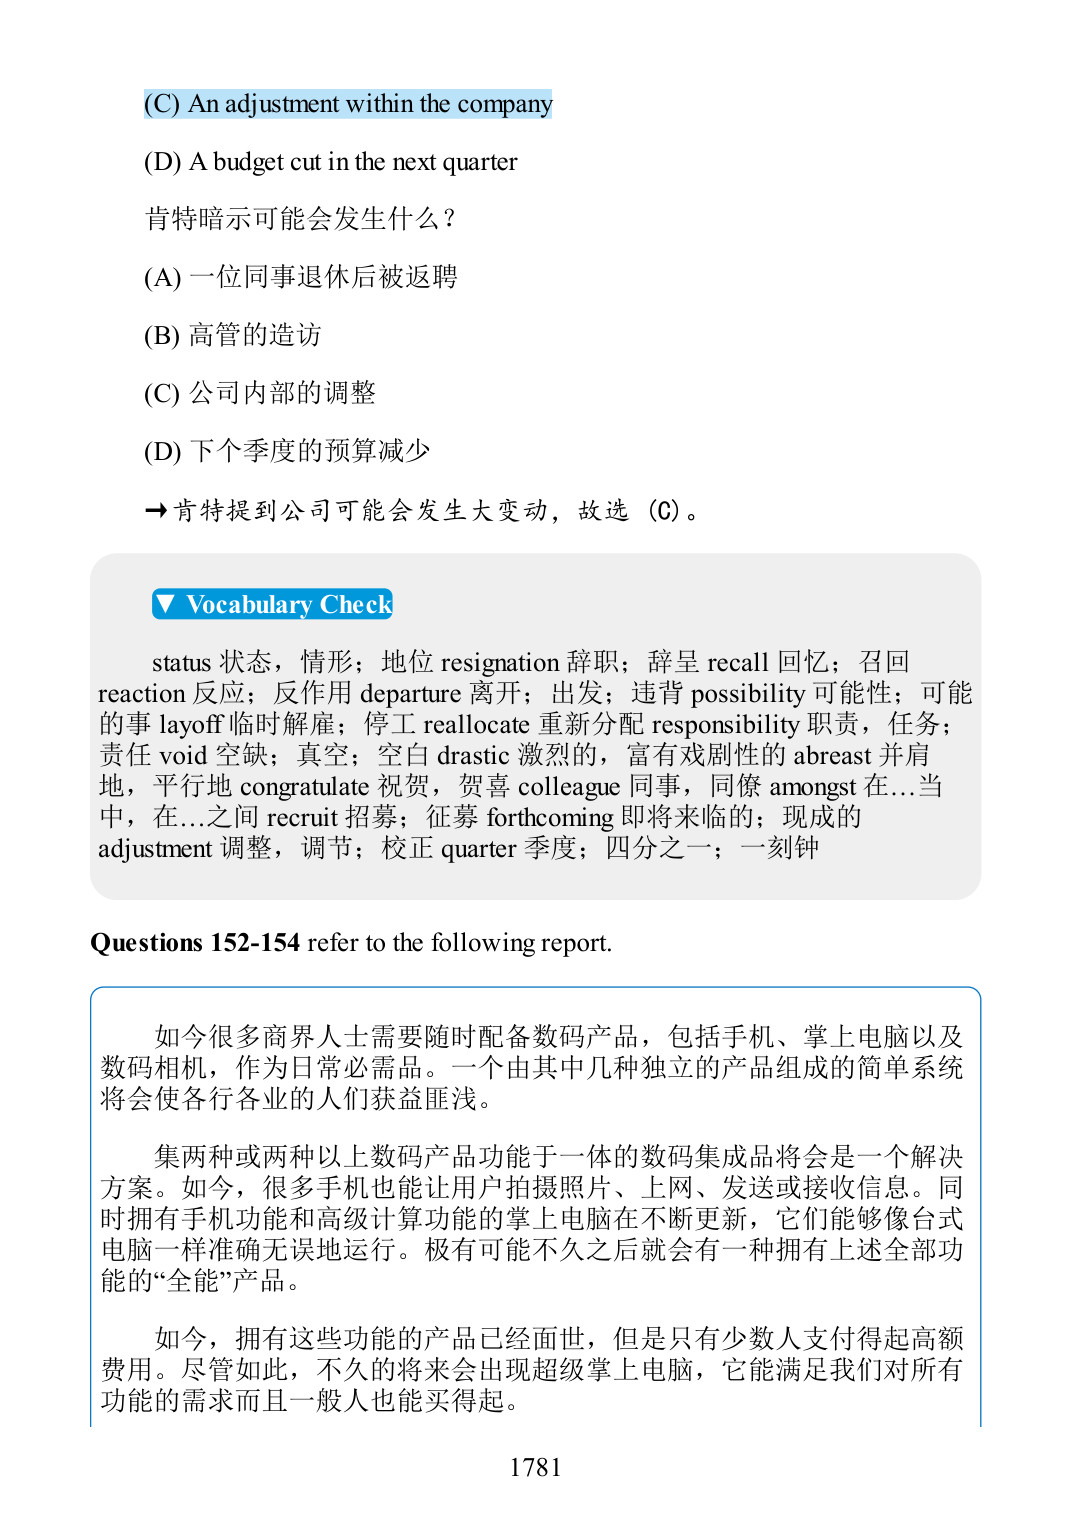 (C) An adjustment within the company
(D) A budget cut in the next quarter
肯特暗示可能会发生什么？
(A) 一位同事退休后被返聘
(B) 高管的造访
(C) 公司内部的调整
(D) 下个季度的预算减少
➞肯特提到公司可能会发生大变动，故选 (C)。
▼ Vocabulary Check
status 状态，情形；地位 resignation 辞职；辞呈 recall 回忆；召回
reaction 反应；反作用 departure 离开；出发；违背 possibility 可能性；可能
的事 layoff 临时解雇；停工 reallocate 重新分配 responsibility 职责，任务；
责任 void 空缺；真空；空白 drastic 激烈的，富有戏剧性的 abreast 并肩
地，平行地 congratulate 祝贺，贺喜 colleague 同事，同僚 amongst 在…当
中，在…之间 recruit 招募；征募 forthcoming 即将来临的；现成的
adjustment 调整，调节；校正 quarter 季度；四分之一；一刻钟
Questions 152-154 refer to the following report.
如今很多商界人士需要随时配备数码产品，包括手机、掌上电脑以及
数码相机，作为日常必需品。一个由其中几种独立的产品组成的简单系统
将会使各行各业的人们获益匪浅。
集两种或两种以上数码产品功能于一体的数码集成品将会是一个解决
方案。如今，很多手机也能让用户拍摄照片、上网、发送或接收信息。同
时拥有手机功能和高级计算功能的掌上电脑在不断更新，它们能够像台式
电脑一样准确无误地运行。极有可能不久之后就会有一种拥有上述全部功
能的“全能”产品。
如今，拥有这些功能的产品已经面世，但是只有少数人支付得起高额
费用。尽管如此，不久的将来会出现超级掌上电脑，它能满足我们对所有
功能的需求而且一般人也能买得起。
1781